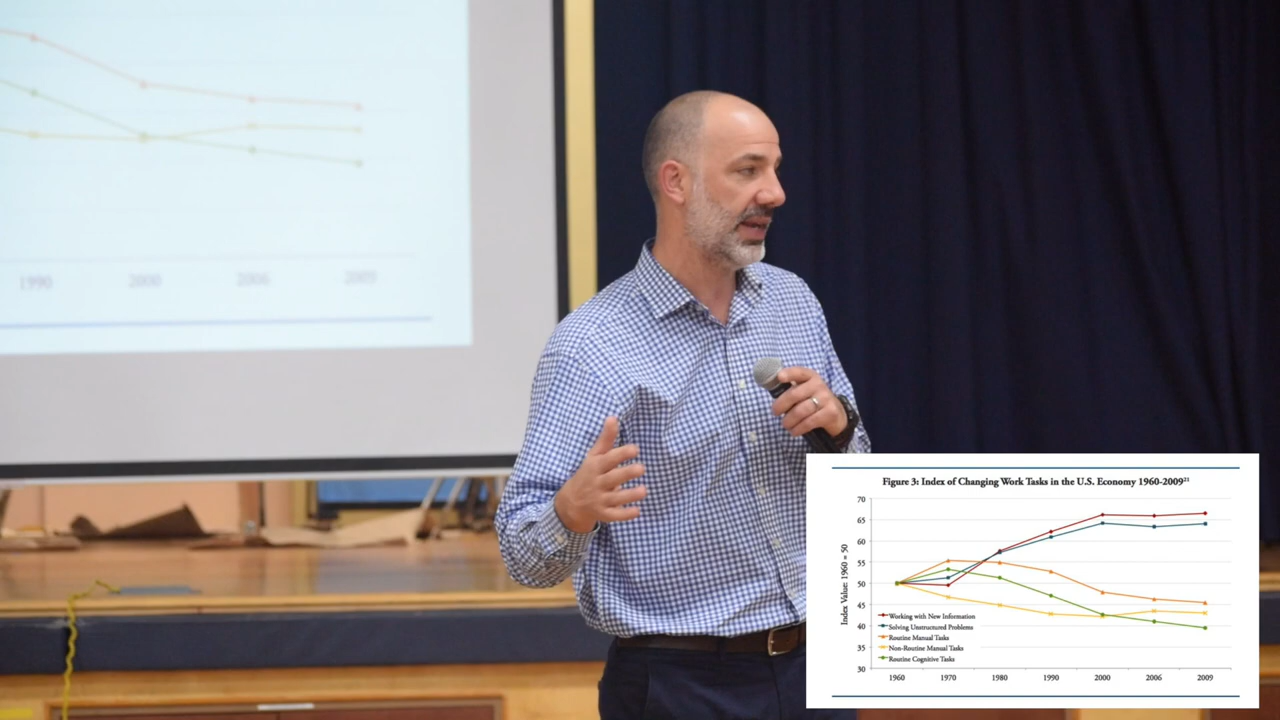 1990 2000 2006 2009
Figure 3: Index of Changing Work Tasks in the U.S. Economy 1960-2009²¹
70
65
60
55
50
45
40
35
30
Index Value: 1960 = 50
Working with New Information
Solving Unstructured Problems
Routine Manual Tasks
Non-Routine Manual Tasks
Routine Cognitive Tasks
1960 1970 1980 1990 2000 2006 2009